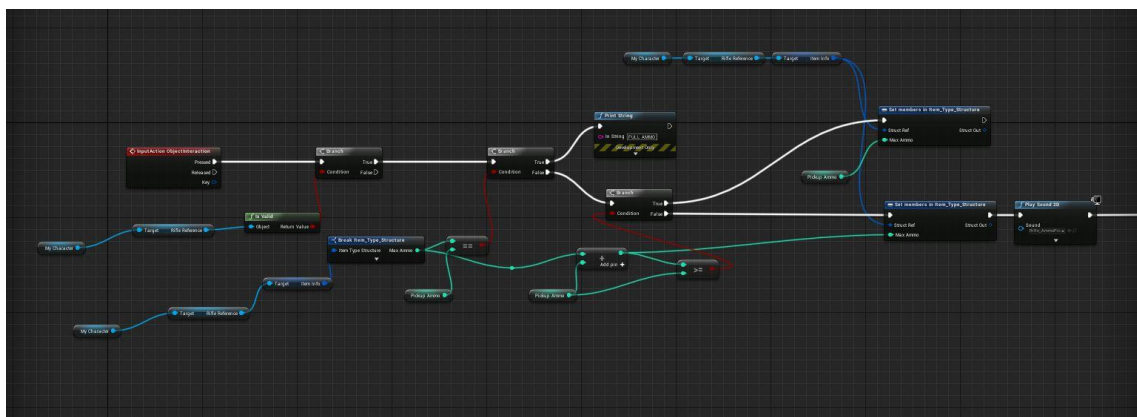 My Character
Target Rifle Reference
Target Item Info
Set members in Item_Type_Structure
Struct Ref Struct Out
Max Ammo
Print String
In String FULL AMMO
Development Only
InputAction ObjectInteraction
Pressed
Released
Key
Branch
True
Condition False
Branch
True
Condition False
Pickup Ammo
Branch
True
Condition False
Set members in Item_Type_Structure
Struct Ref Struct Out
Max Ammo
Play Sound 2D
Sound
Is Valid
Object Return Value
Target Rifle Reference
My Character
Break Item_Type_Structure
Item Type Structure Max Ammo
==
+
Add pin +
>=
Target Item Info
Pickup Ammo
Pickup Ammo
Target Rifle Reference
My Character